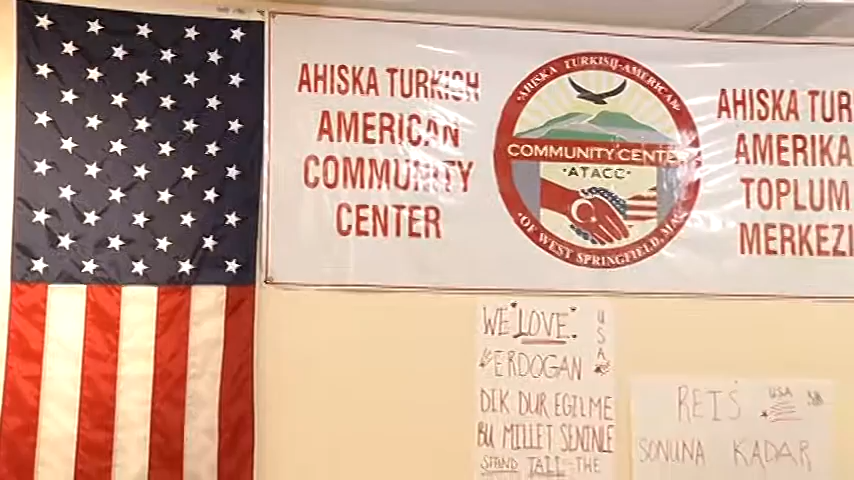 AHISKA TURKISH
AMERICAN
COMMUNITY
CENTER
AHISKA TURKISH-AMERICAN
COMMUNITY CENTER
·ATACC·
·OF WEST SPRINGFIELD, MA·
AHISKA TUR
AMERIKA
TOPLUM
MERKEZI
WE LOVE
ERDOGAN
USA
DIK DUR EGILME
BU MILLET SENINLE
STAND TALL THE
REIS USA
SONUNA KADAR